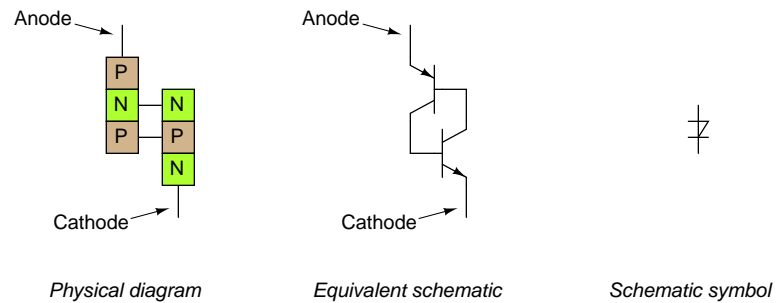 Anode
Anode
P
N N
P P
N
Cathode
Cathode
Physical diagram
Equivalent schematic
Schematic symbol